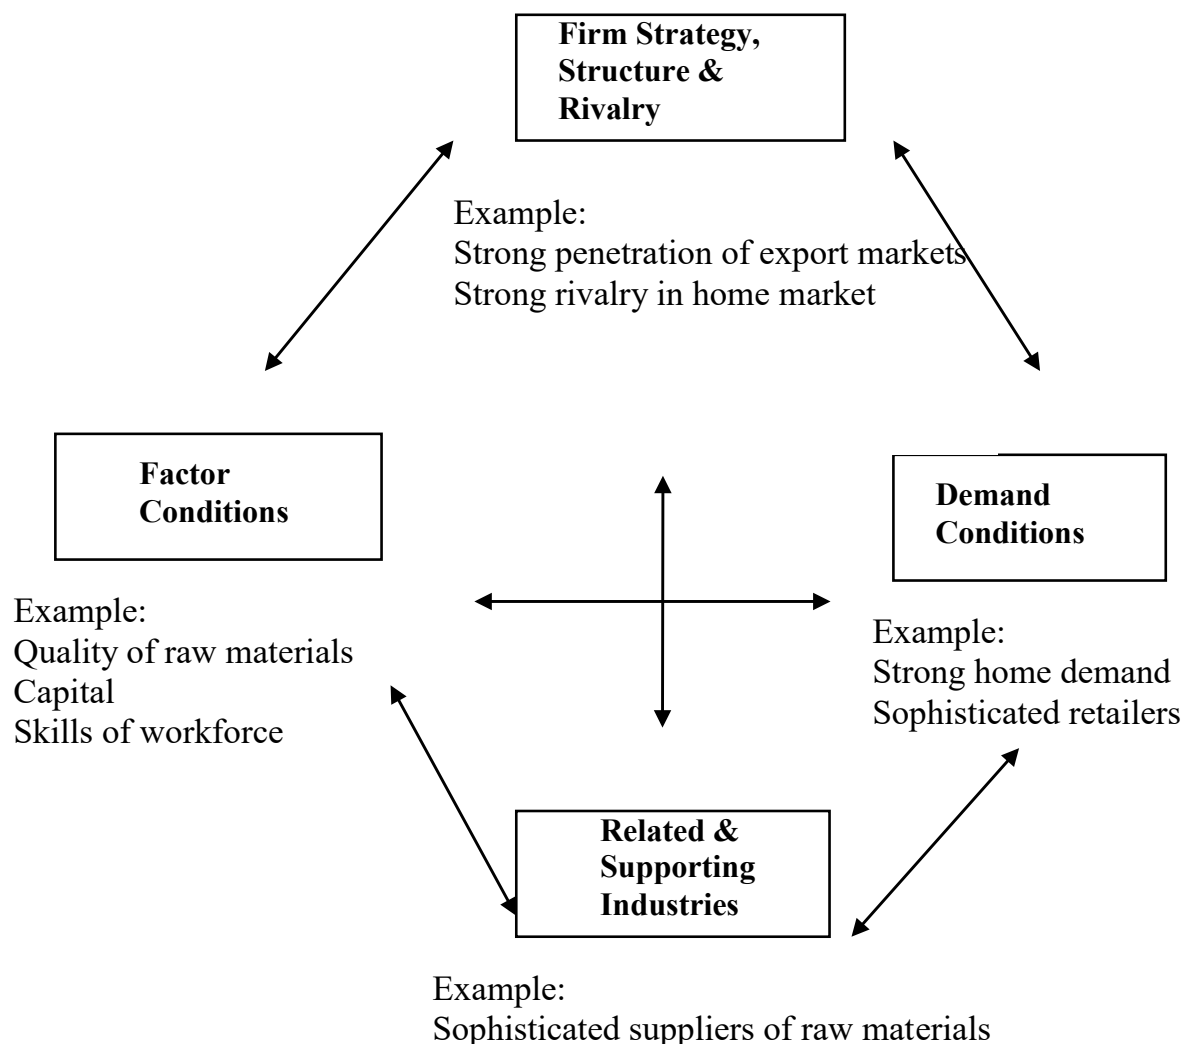 Firm Strategy,
Structure &
Rivalry
Example:
Strong penetration of export markets
Strong rivalry in home market
Factor
Conditions
Example:
Quality of raw materials
Capital
Skills of workforce
Demand
Conditions
Example:
Strong home demand
Sophisticated retailers
Related &
Supporting
Industries
Example:
Sophisticated suppliers of raw materials